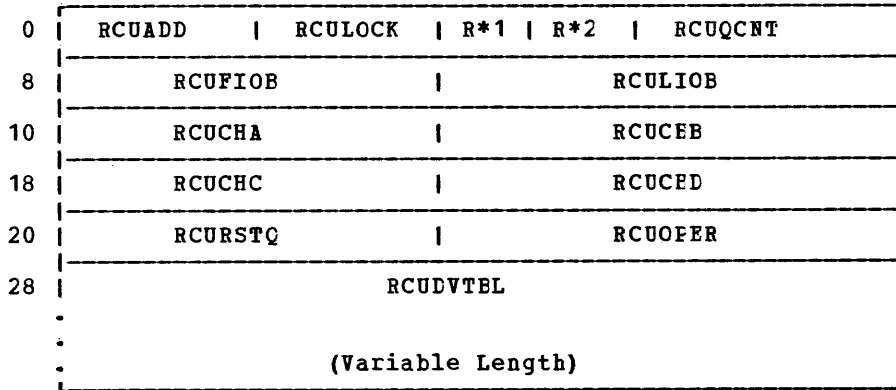 0 | RCUADD | RCULOCK | R*1 | R*2 | RCUQCNT
8 | RCUFIOB | RCULIOB
10 | RCUCHA | RCUCEB
18 | RCUCHC | RCUCED
20 | RCURSTQ | RCUOPER
28 | RCUDVTBL
(Variable Length)